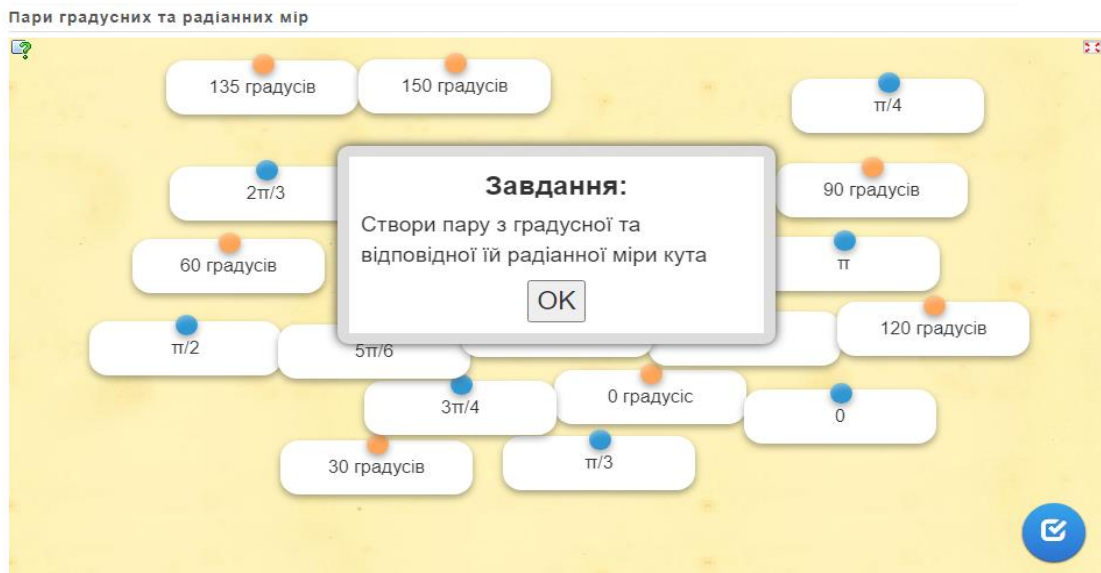 Пари градусних та радіанних мір
135 градусів
150 градусів
π/4
2π/3
90 градусів
Завдання:
Створи пару з градусної та
відповідної їй радіанної міри кута
OK
60 градусів
π
π/2
5π/6
120 градусів
3π/4
0 градусіс
0
30 градусів
π/3